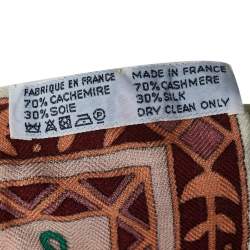 FABRIQUE EN FRANCE
70% CACHEMIRE
30% SOIE
MADE IN FRANCE
70% CASHMERE
30% SILK
DRY CLEAN ONLY